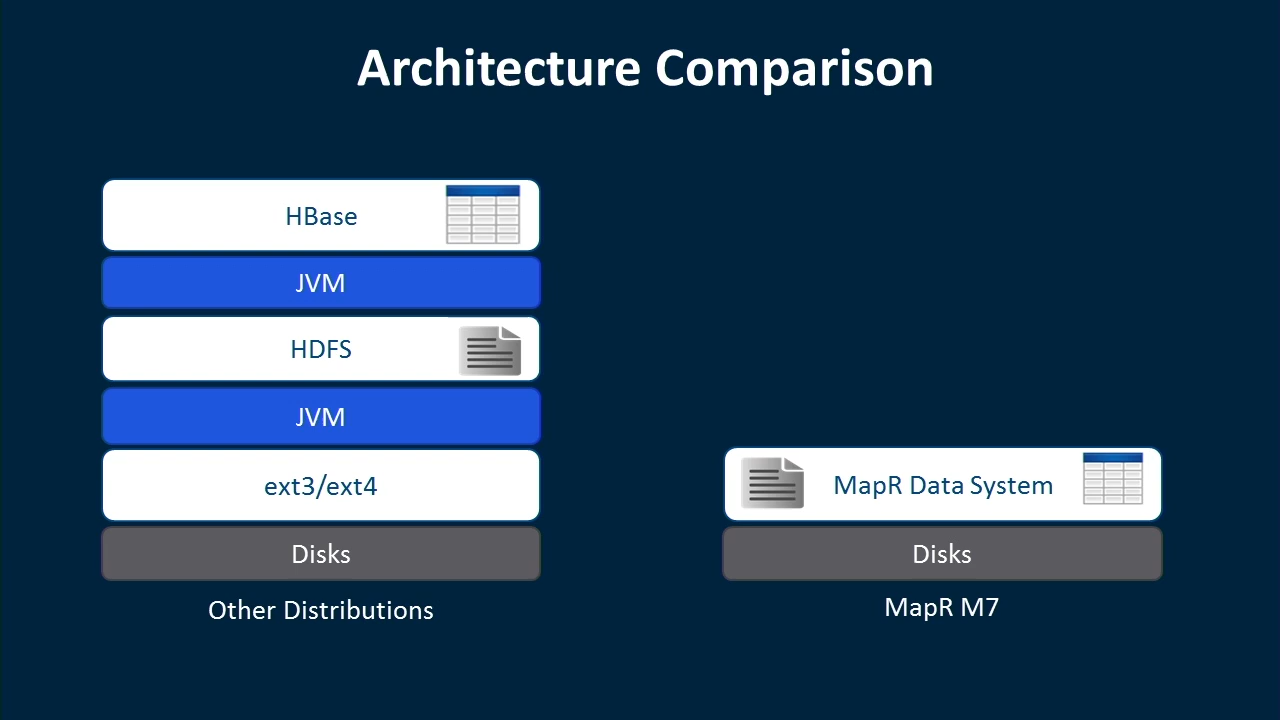 Architecture Comparison
HBase
JVM
HDFS
JVM
ext3/ext4
Disks
Other Distributions
MapR Data System
Disks
MapR M7